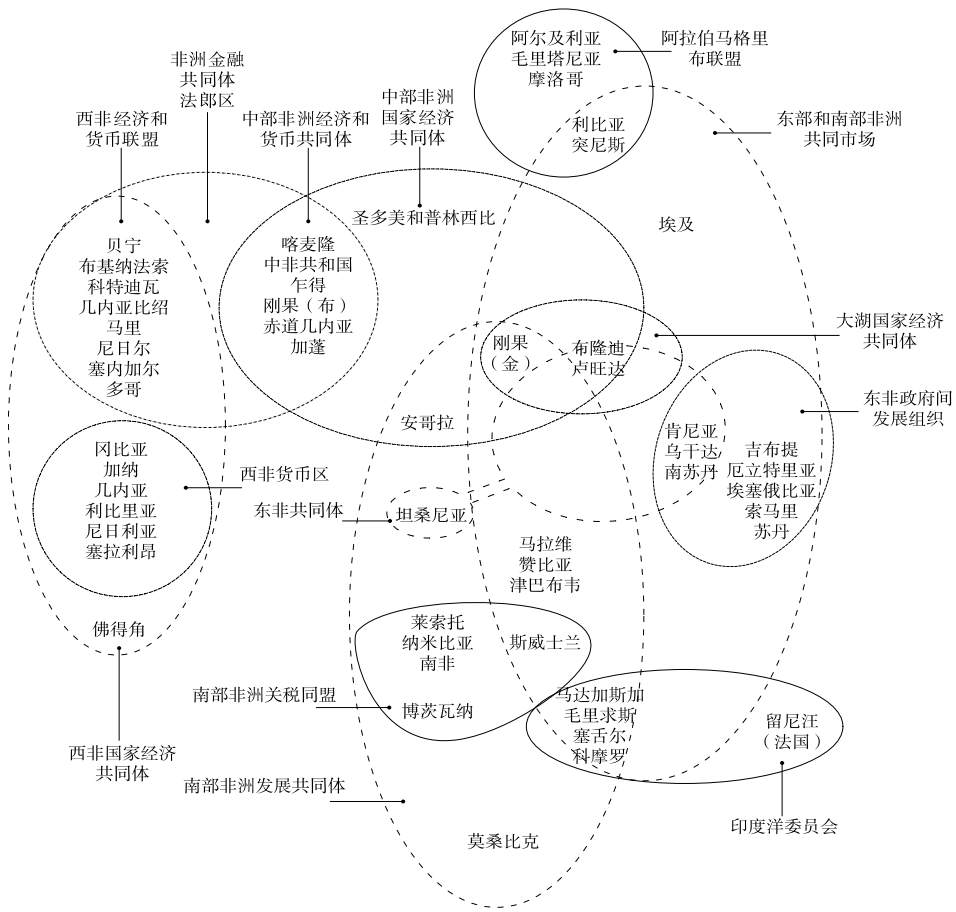 阿尔及利亚
毛里塔尼亚
摩洛哥
阿拉伯马格里
布联盟
非洲金融
共同体
法郎区
西非经济和
货币联盟
中部非洲经济和
货币共同体
中部非洲
国家经济
共同体
利比亚
突尼斯
东部和南部非洲
共同市场
圣多美和普林西比
埃及
贝宁
布基纳法索
科特迪瓦
几内亚比绍
马里
尼日尔
塞内加尔
多哥
喀麦隆
中非共和国
乍得
刚果（布）
赤道几内亚
加蓬
刚果
（金）
布隆迪
卢旺达
大湖国家经济
共同体
安哥拉
东非政府间
发展组织
肯尼亚
乌干达
南苏丹
吉布提
厄立特里亚
埃塞俄比亚
索马里
苏丹
冈比亚
加纳
几内亚
利比里亚
尼日利亚
塞拉利昂
西非货币区
东非共同体
坦桑尼亚
马拉维
赞比亚
津巴布韦
佛得角
莱索托
纳米比亚
南非
斯威士兰
南部非洲关税同盟
博茨瓦纳
马达加斯加
毛里求斯
塞舌尔
科摩罗
留尼汪
（法国）
西非国家经济
共同体
南部非洲发展共同体
印度洋委员会
莫桑比克